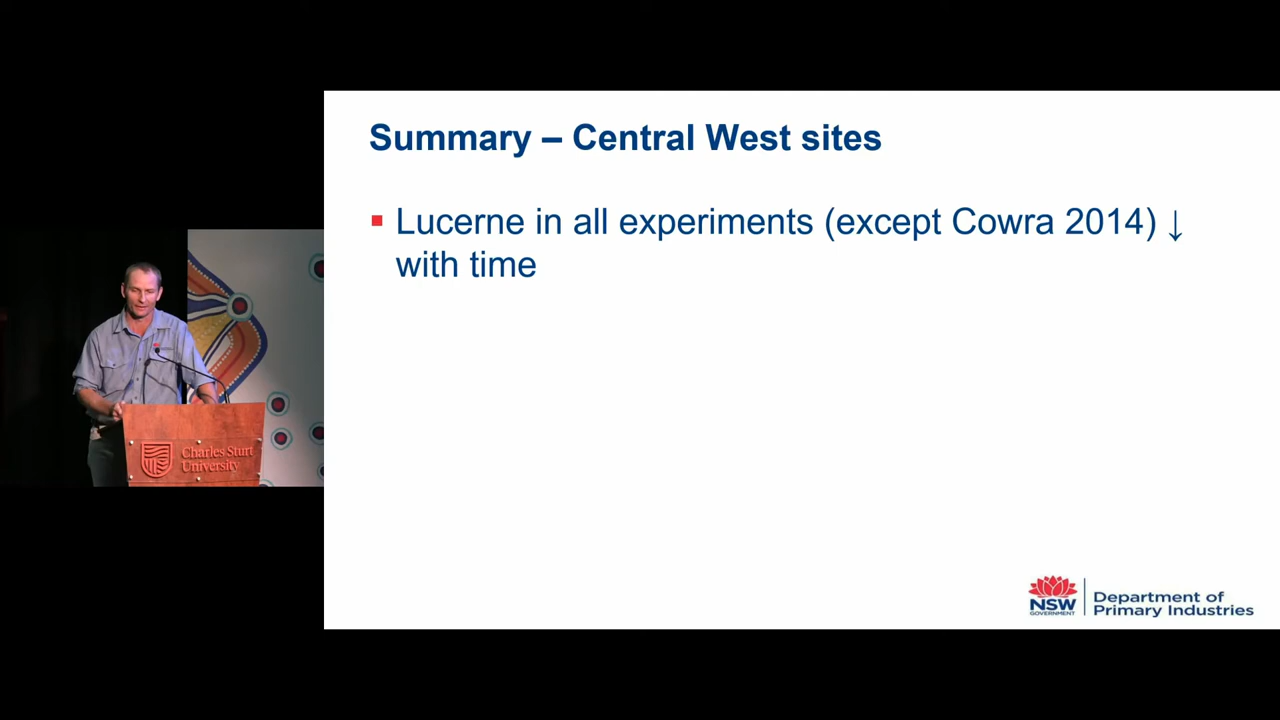 Summary – Central West sites
▪ Lucerne in all experiments (except Cowra 2014) ↓
with time
Charles Sturt
University
NSW
GOVERNMENT
Department of
Primary Industries